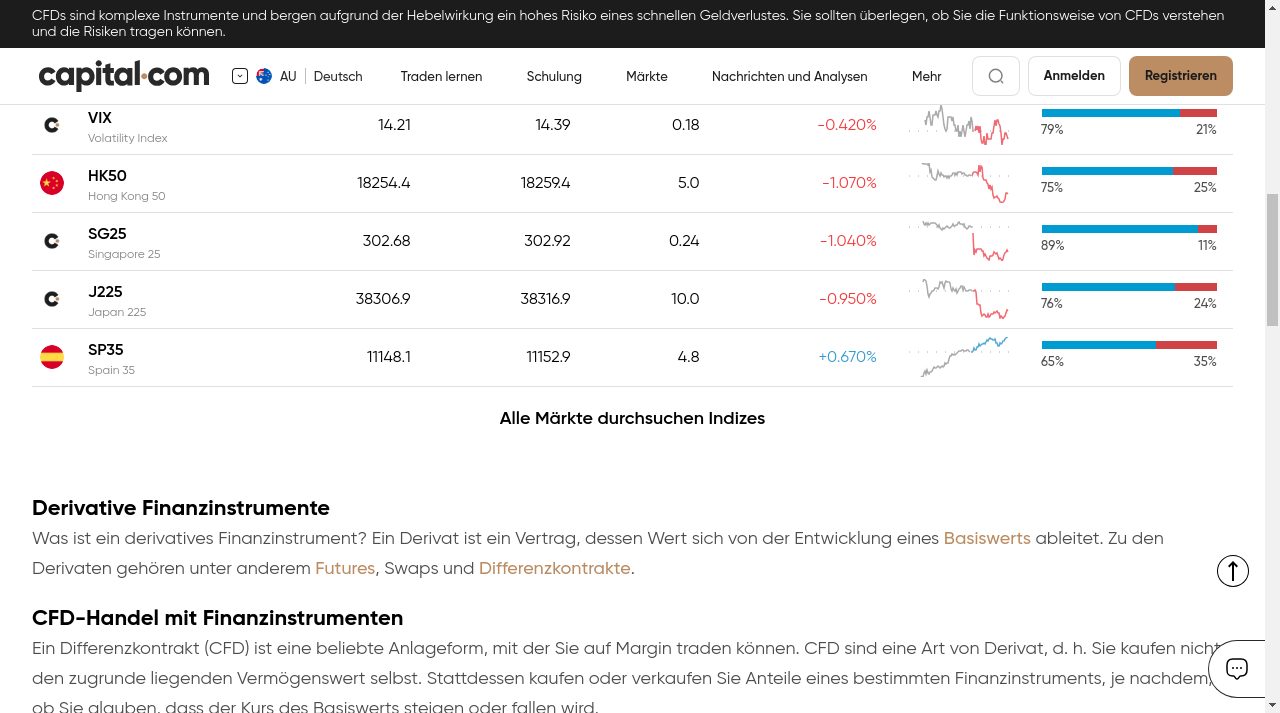 CFDs sind komplexe Instrumente und bergen aufgrund der Hebelwirkung ein hohes Risiko eines schnellen Geldverlustes. Sie sollten überlegen, ob Sie die Funktionsweise von CFDs verstehen
und die Risiken tragen können.
capital.com AU Deutsch Traden lernen Schulung Märkte Nachrichten und Analysen Mehr Anmelden Registrieren
VIX 14.21 14.39 0.18 -0.420% 79% 21%
Volatility Index
HK50 18254.4 18259.4 5.0 -1.070% 75% 25%
Hong Kong 50
SG25 302.68 302.92 0.24 -1.040% 89% 11%
Singapore 25
J225 38306.9 38316.9 10.0 -0.950% 76% 24%
Japan 225
SP35 11148.1 11152.9 4.8 +0.670% 65% 35%
Spain 35
Alle Märkte durchsuchen Indizes
Derivative Finanzinstrumente
Was ist ein derivatives Finanzinstrument? Ein Derivat ist ein Vertrag, dessen Wert sich von der Entwicklung eines Basiswerts ableitet. Zu den
Derivaten gehören unter anderem Futures, Swaps und Differenzkontrakte.
CFD-Handel mit Finanzinstrumenten
Ein Differenzkontrakt (CFD) ist eine beliebte Anlageform, mit der Sie auf Margin traden können. CFD sind eine Art von Derivat, d. h. Sie kaufen nicht
den zugrunde liegenden Vermögenswert selbst. Stattdessen kaufen oder verkaufen Sie Anteile eines bestimmten Finanzinstruments, je nachdem,
ob Sie glauben, dass der Kurs des Basiswerts steigen oder fallen wird.